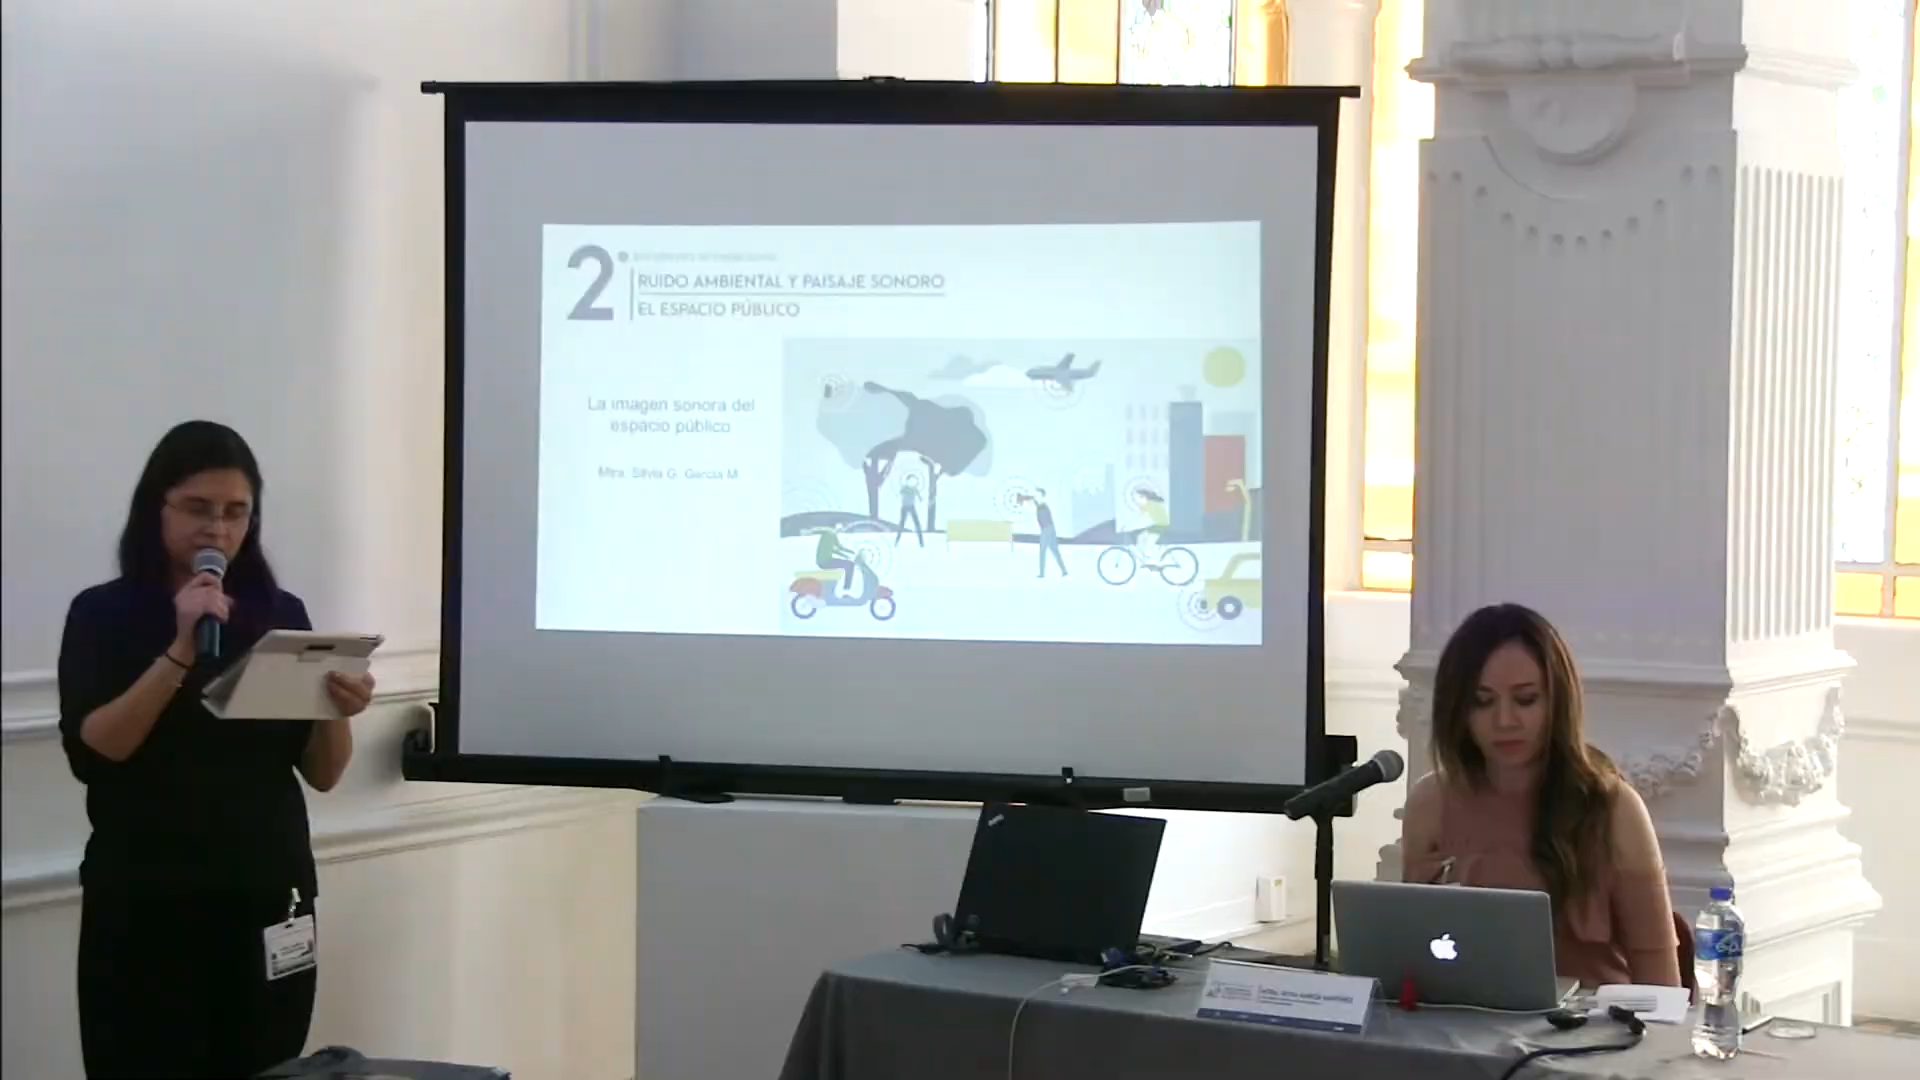 2°
RUIDO AMBIENTAL Y PAISAJE SONORO
EL ESPACIO PÚBLICO
La imagen sonora del
espacio público
Mtra. Silvia G. García M.